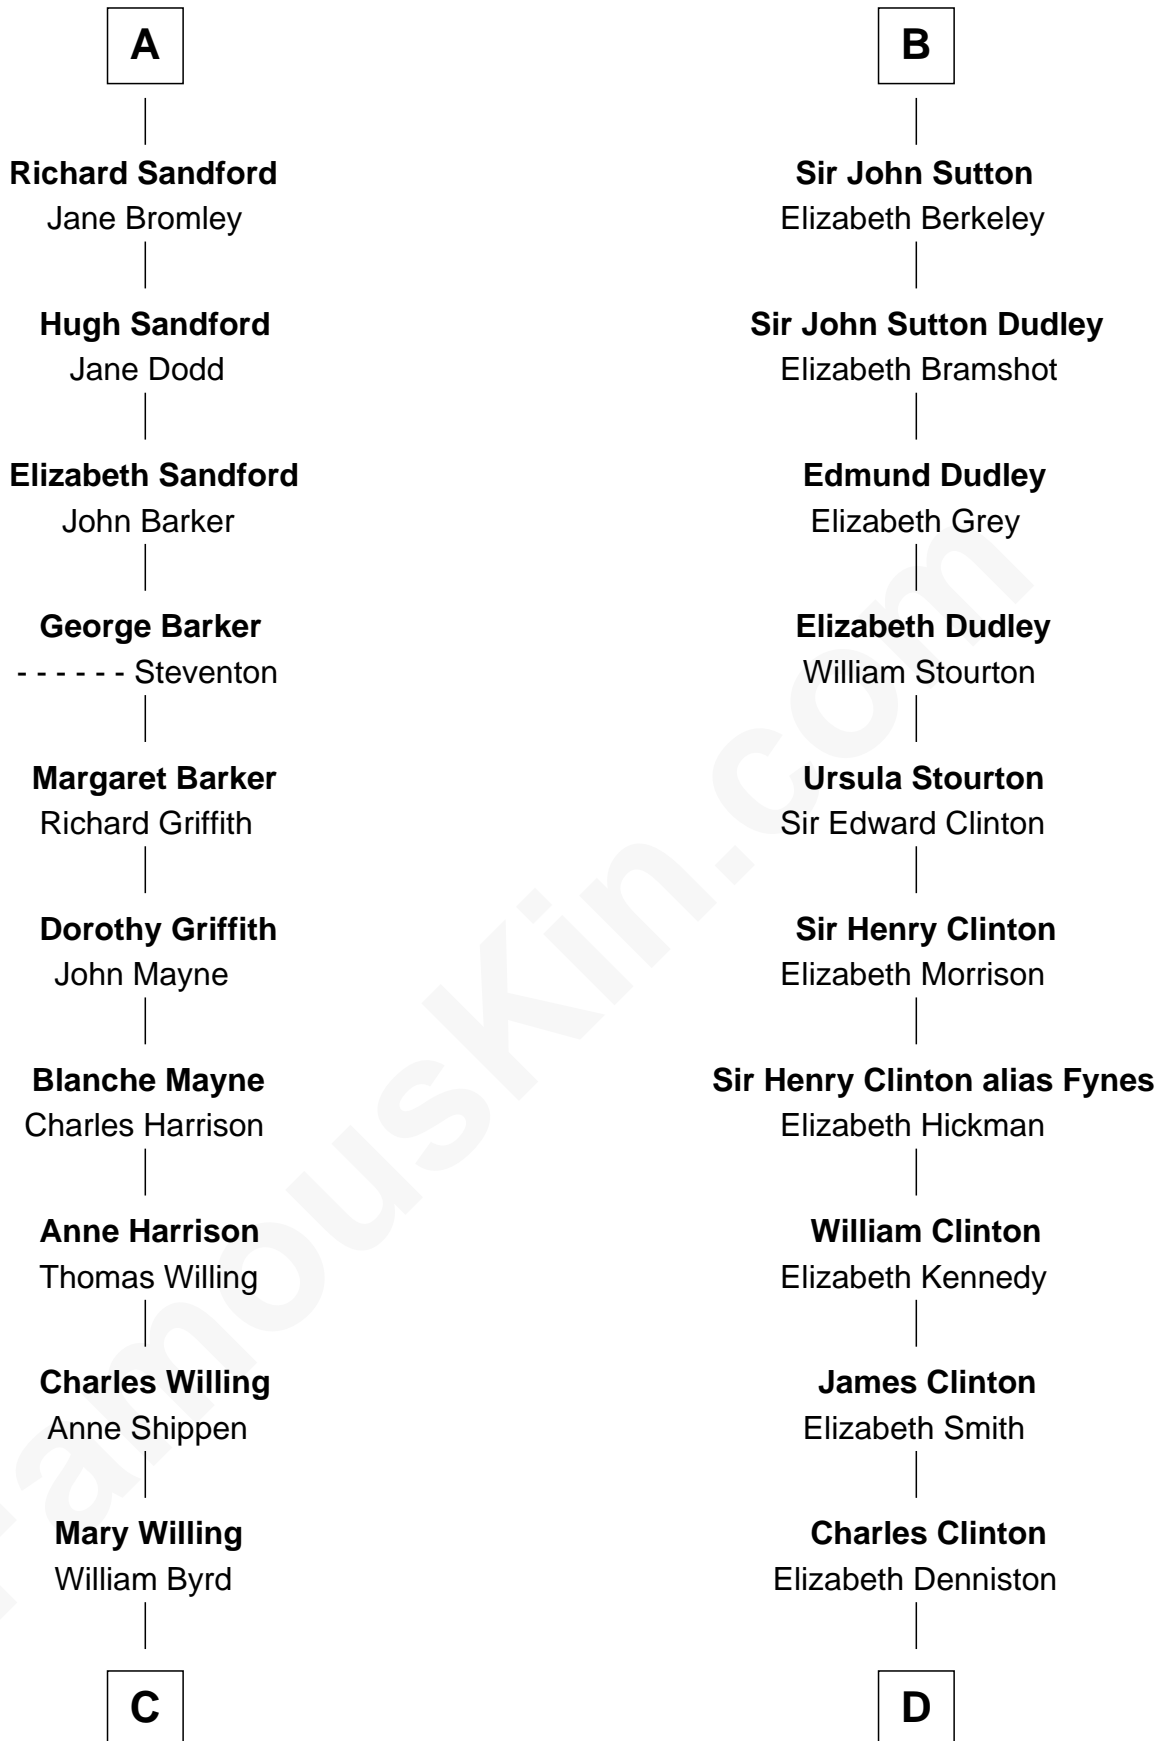 A
Richard Sandford
Jane Bromley
Hugh Sandford
Jane Dodd
Elizabeth Sandford
John Barker
George Barker
- - - - - - Steventon
Margaret Barker
Richard Griffith
Dorothy Griffith
John Mayne
Blanche Mayne
Charles Harrison
Anne Harrison
Thomas Willing
Charles Willing
Anne Shippen
Mary Willing
William Byrd
C
B
Sir John Sutton
Elizabeth Berkeley
Sir John Sutton Dudley
Elizabeth Bramshot
Edmund Dudley
Elizabeth Grey
Elizabeth Dudley
William Stourton
Ursula Stourton
Sir Edward Clinton
Sir Henry Clinton
Elizabeth Morrison
Sir Henry Clinton alias Fynes
Elizabeth Hickman
William Clinton
Elizabeth Kennedy
James Clinton
Elizabeth Smith
Charles Clinton
Elizabeth Denniston
D
FamousKin.com